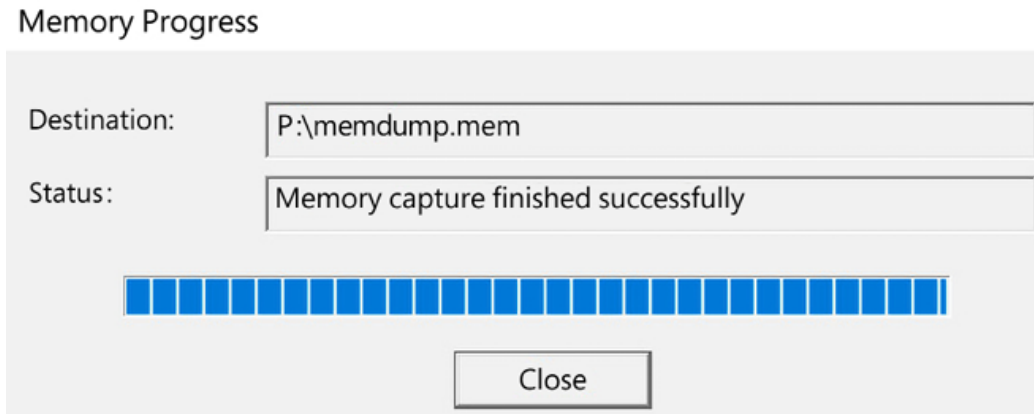 Memory Progress
Destination: P:\memdump.mem
Status: Memory capture finished successfully
Close